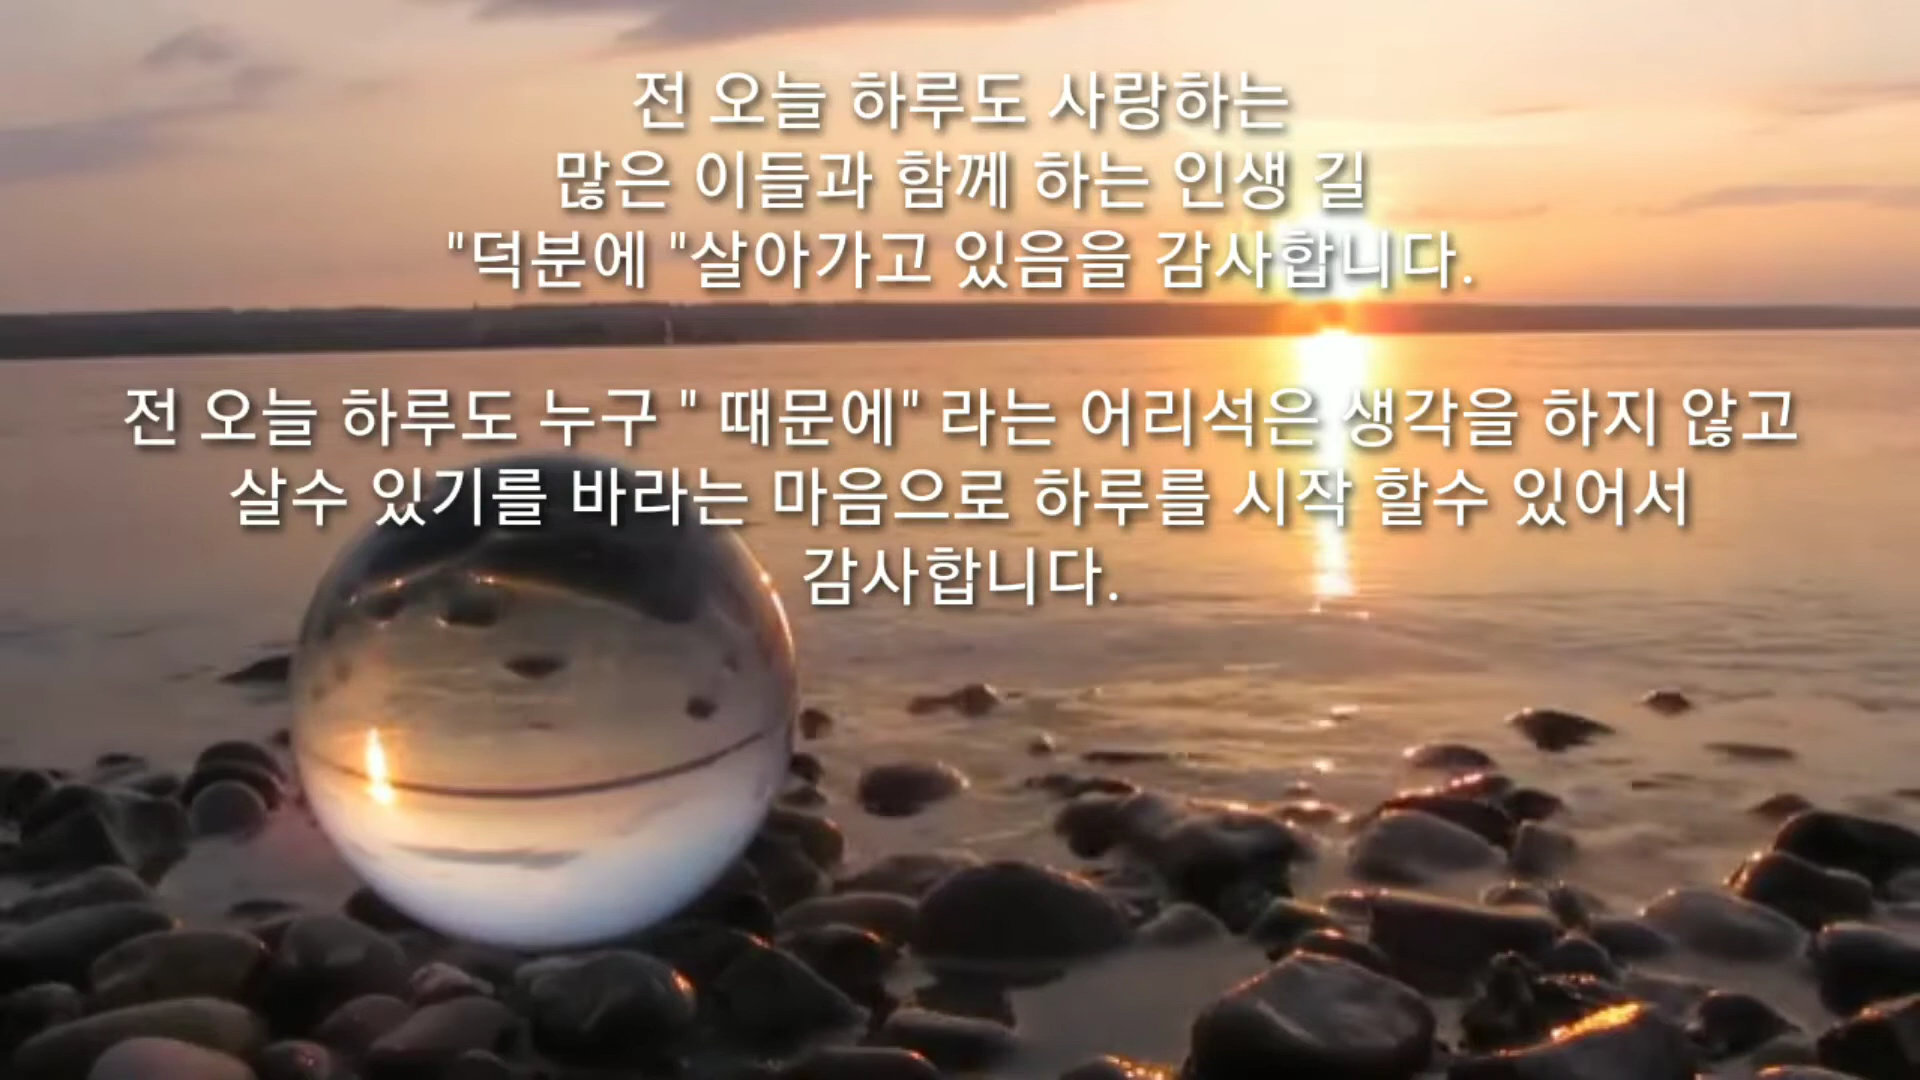 전 오늘 하루도 사랑하는
많은 이들과 함께 하는 인생 길
"덕분에 "살아가고 있음을 감사합니다.
전 오늘 하루도 누구 " 때문에" 라는 어리석은 생각을 하지 않고
살수 있기를 바라는 마음으로 하루를 시작 할수 있어서
감사합니다.